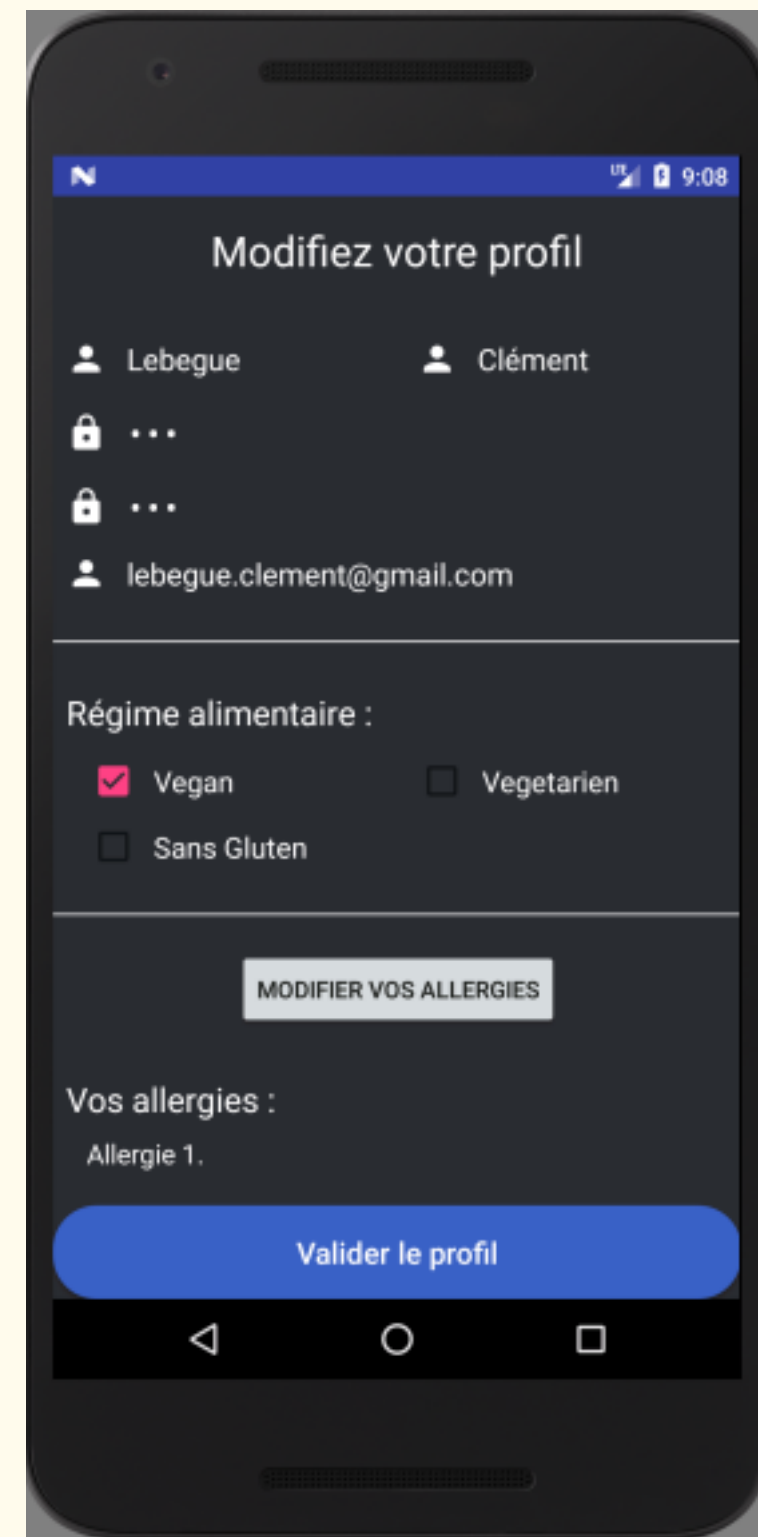 9:08
Modifiez votre profil
Lebegue Clément
•••
•••
lebegue.clement@gmail.com
Régime alimentaire :
Vegan Vegetarien
Sans Gluten
MODIFIER VOS ALLERGIES
Vos allergies :
Allergie 1.
Valider le profil